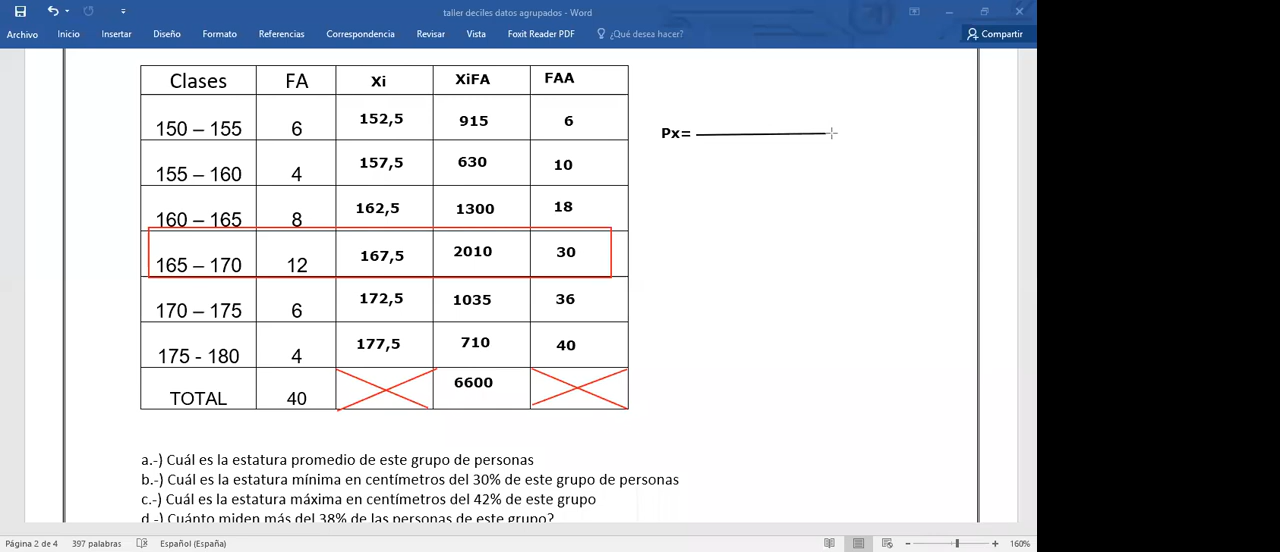 taller deciles datos agrupados - Word
Archivo Inicio Insertar Diseño Formato Referencias Correspondencia Revisar Vista Foxit Reader PDF ¿Qué desea hacer? Compartir
Clases FA Xi XiFA FAA
150 – 155 6 152,5 915 6
Px=
155 – 160 4 157,5 630 10
160 – 165 8 162,5 1300 18
165 – 170 12 167,5 2010 30
170 – 175 6 172,5 1035 36
175 - 180 4 177,5 710 40
TOTAL 40 6600
a.-) Cuál es la estatura promedio de este grupo de personas
b.-) Cuál es la estatura mínima en centímetros del 30% de este grupo de personas
c.-) Cuál es la estatura máxima en centímetros del 42% de este grupo
d.-) Cuánto miden más del 38% de las personas de este grupo?
Página 2 de 4 397 palabras Español (España) 160%